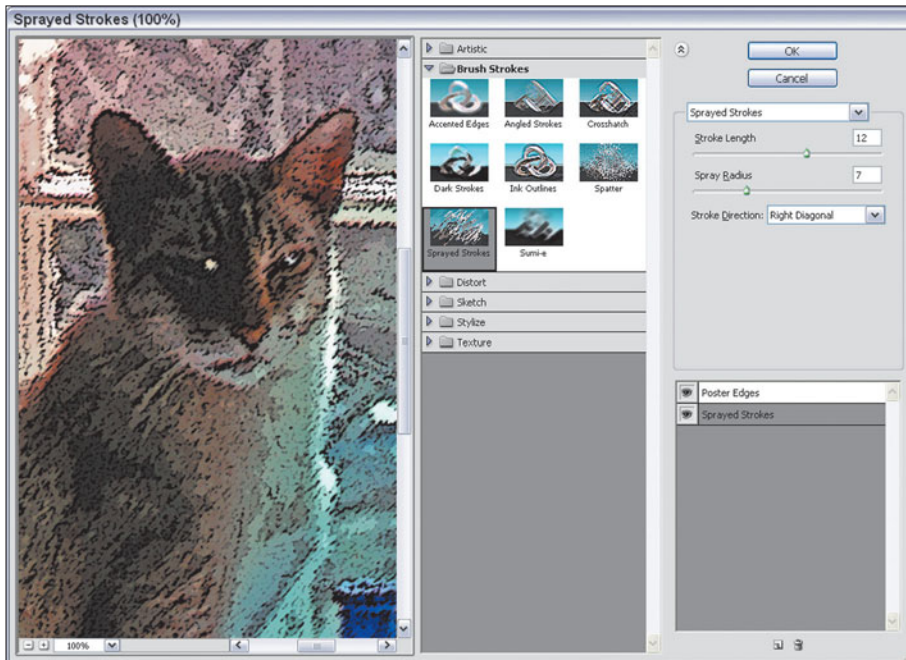 Sprayed Strokes (100%)
Artistic
Brush Strokes
Accented Edges
Angled Strokes
Crosshatch
Dark Strokes
Ink Outlines
Spatter
Sprayed Strokes
Sumi-e
Distort
Sketch
Stylize
Texture
OK
Cancel
Sprayed Strokes
Stroke Length 12
Spray Radius 7
Stroke Direction: Right Diagonal
Poster Edges
Sprayed Strokes
100%